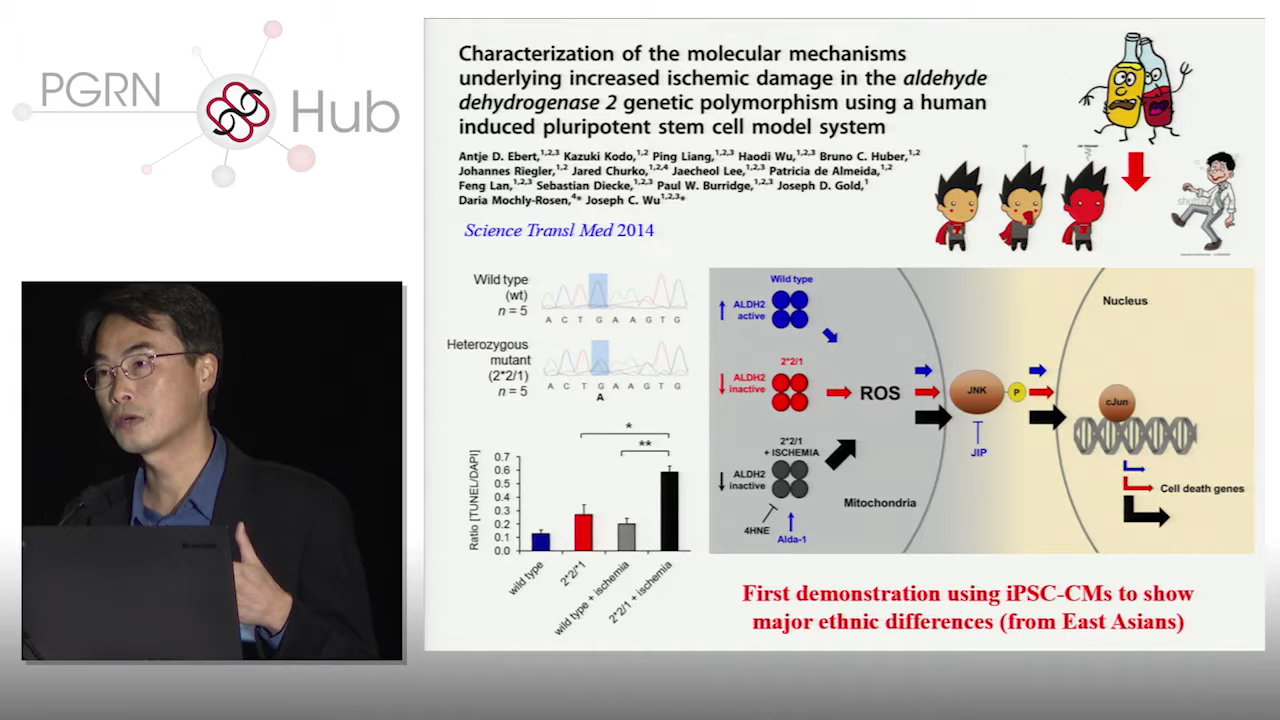 PGRN
Hub
Characterization of the molecular mechanisms
underlying increased ischemic damage in the aldehyde
dehydrogenase 2 genetic polymorphism using a human
induced pluripotent stem cell model system
Antje D. Ebert,1,2,3 Kazuki Kodo,1,2 Ping Liang,1,2,3 Haodi Wu,1,2,3 Bruno C. Huber,1,2
Johannes Riegler,1,2 Jared Churko,1,2,4 Jaecheol Lee,1,2,3 Patricia de Almeida,1,2
Feng Lan,1,2,3 Sebastian Diecke,1,2,3 Paul W. Burridge,1,2,3 Joseph D. Gold,1
Daria Mochly-Rosen,4* Joseph C. Wu1,2,3*
Science Transl Med 2014
Wild type
(wt)
n = 5
A C T G A A G T G
Heterozygous
mutant
(2*2/1)
n = 5
A C T G A A G T G
A
*
**
Ratio [TUNEL/DAPI]
0.7
0.6
0.5
0.4
0.3
0.2
0.1
0.0
wild type
2*2/*1
wild type + ischemia
2*2/1 + ischemia
Wild type
ALDH2
active
2*2/1
ALDH2
inactive
2*2/1
+ ISCHEMIA
ALDH2
inactive
4HNE
Alda-1
ROS
Mitochondria
JNK
P
JIP
Nucleus
cJun
Cell death genes
First demonstration using iPSC-CMs to show
major ethnic differences (from East Asians)